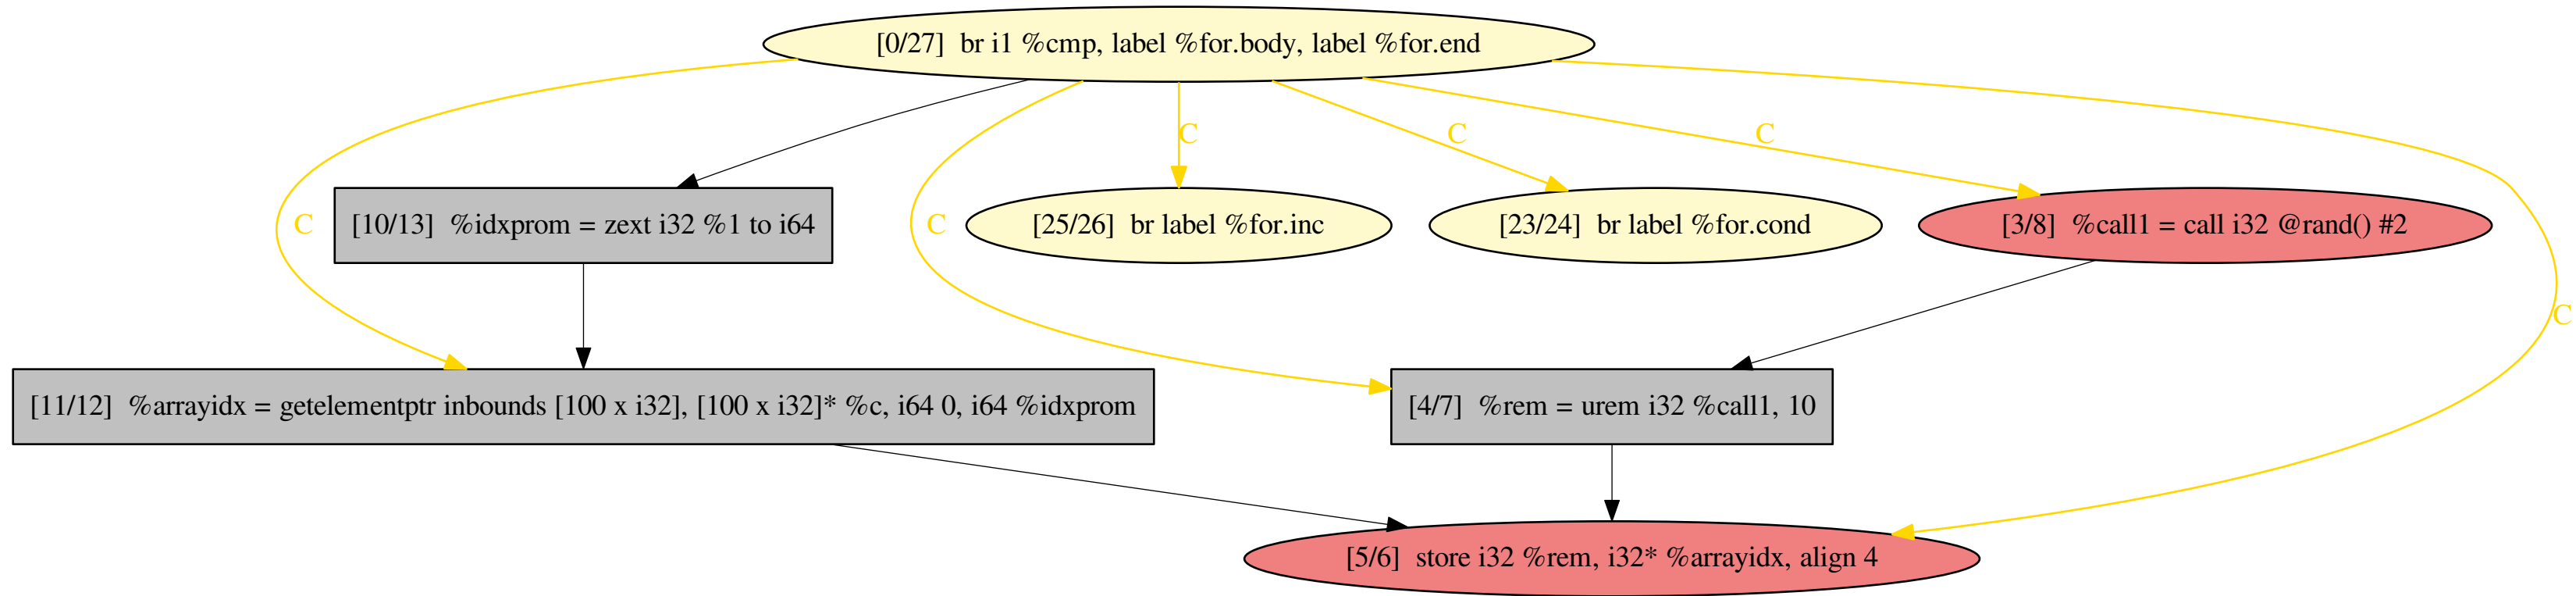 [0/27]  br i1 %cmp, label %for.body, label %for.end
C
C
C
[10/13]  %idxprom = zext i32 %1 to i64
[25/26]  br label %for.inc
[23/24]  br label %for.cond
[3/8]  %call1 = call i32 @rand() #2
C
C
C
[11/12]  %arrayidx = getelementptr inbounds [100 x i32], [100 x i32]* %c, i64 0, i64 %idxprom
[4/7]  %rem = urem i32 %call1, 10
[5/6]  store i32 %rem, i32* %arrayidx, align 4